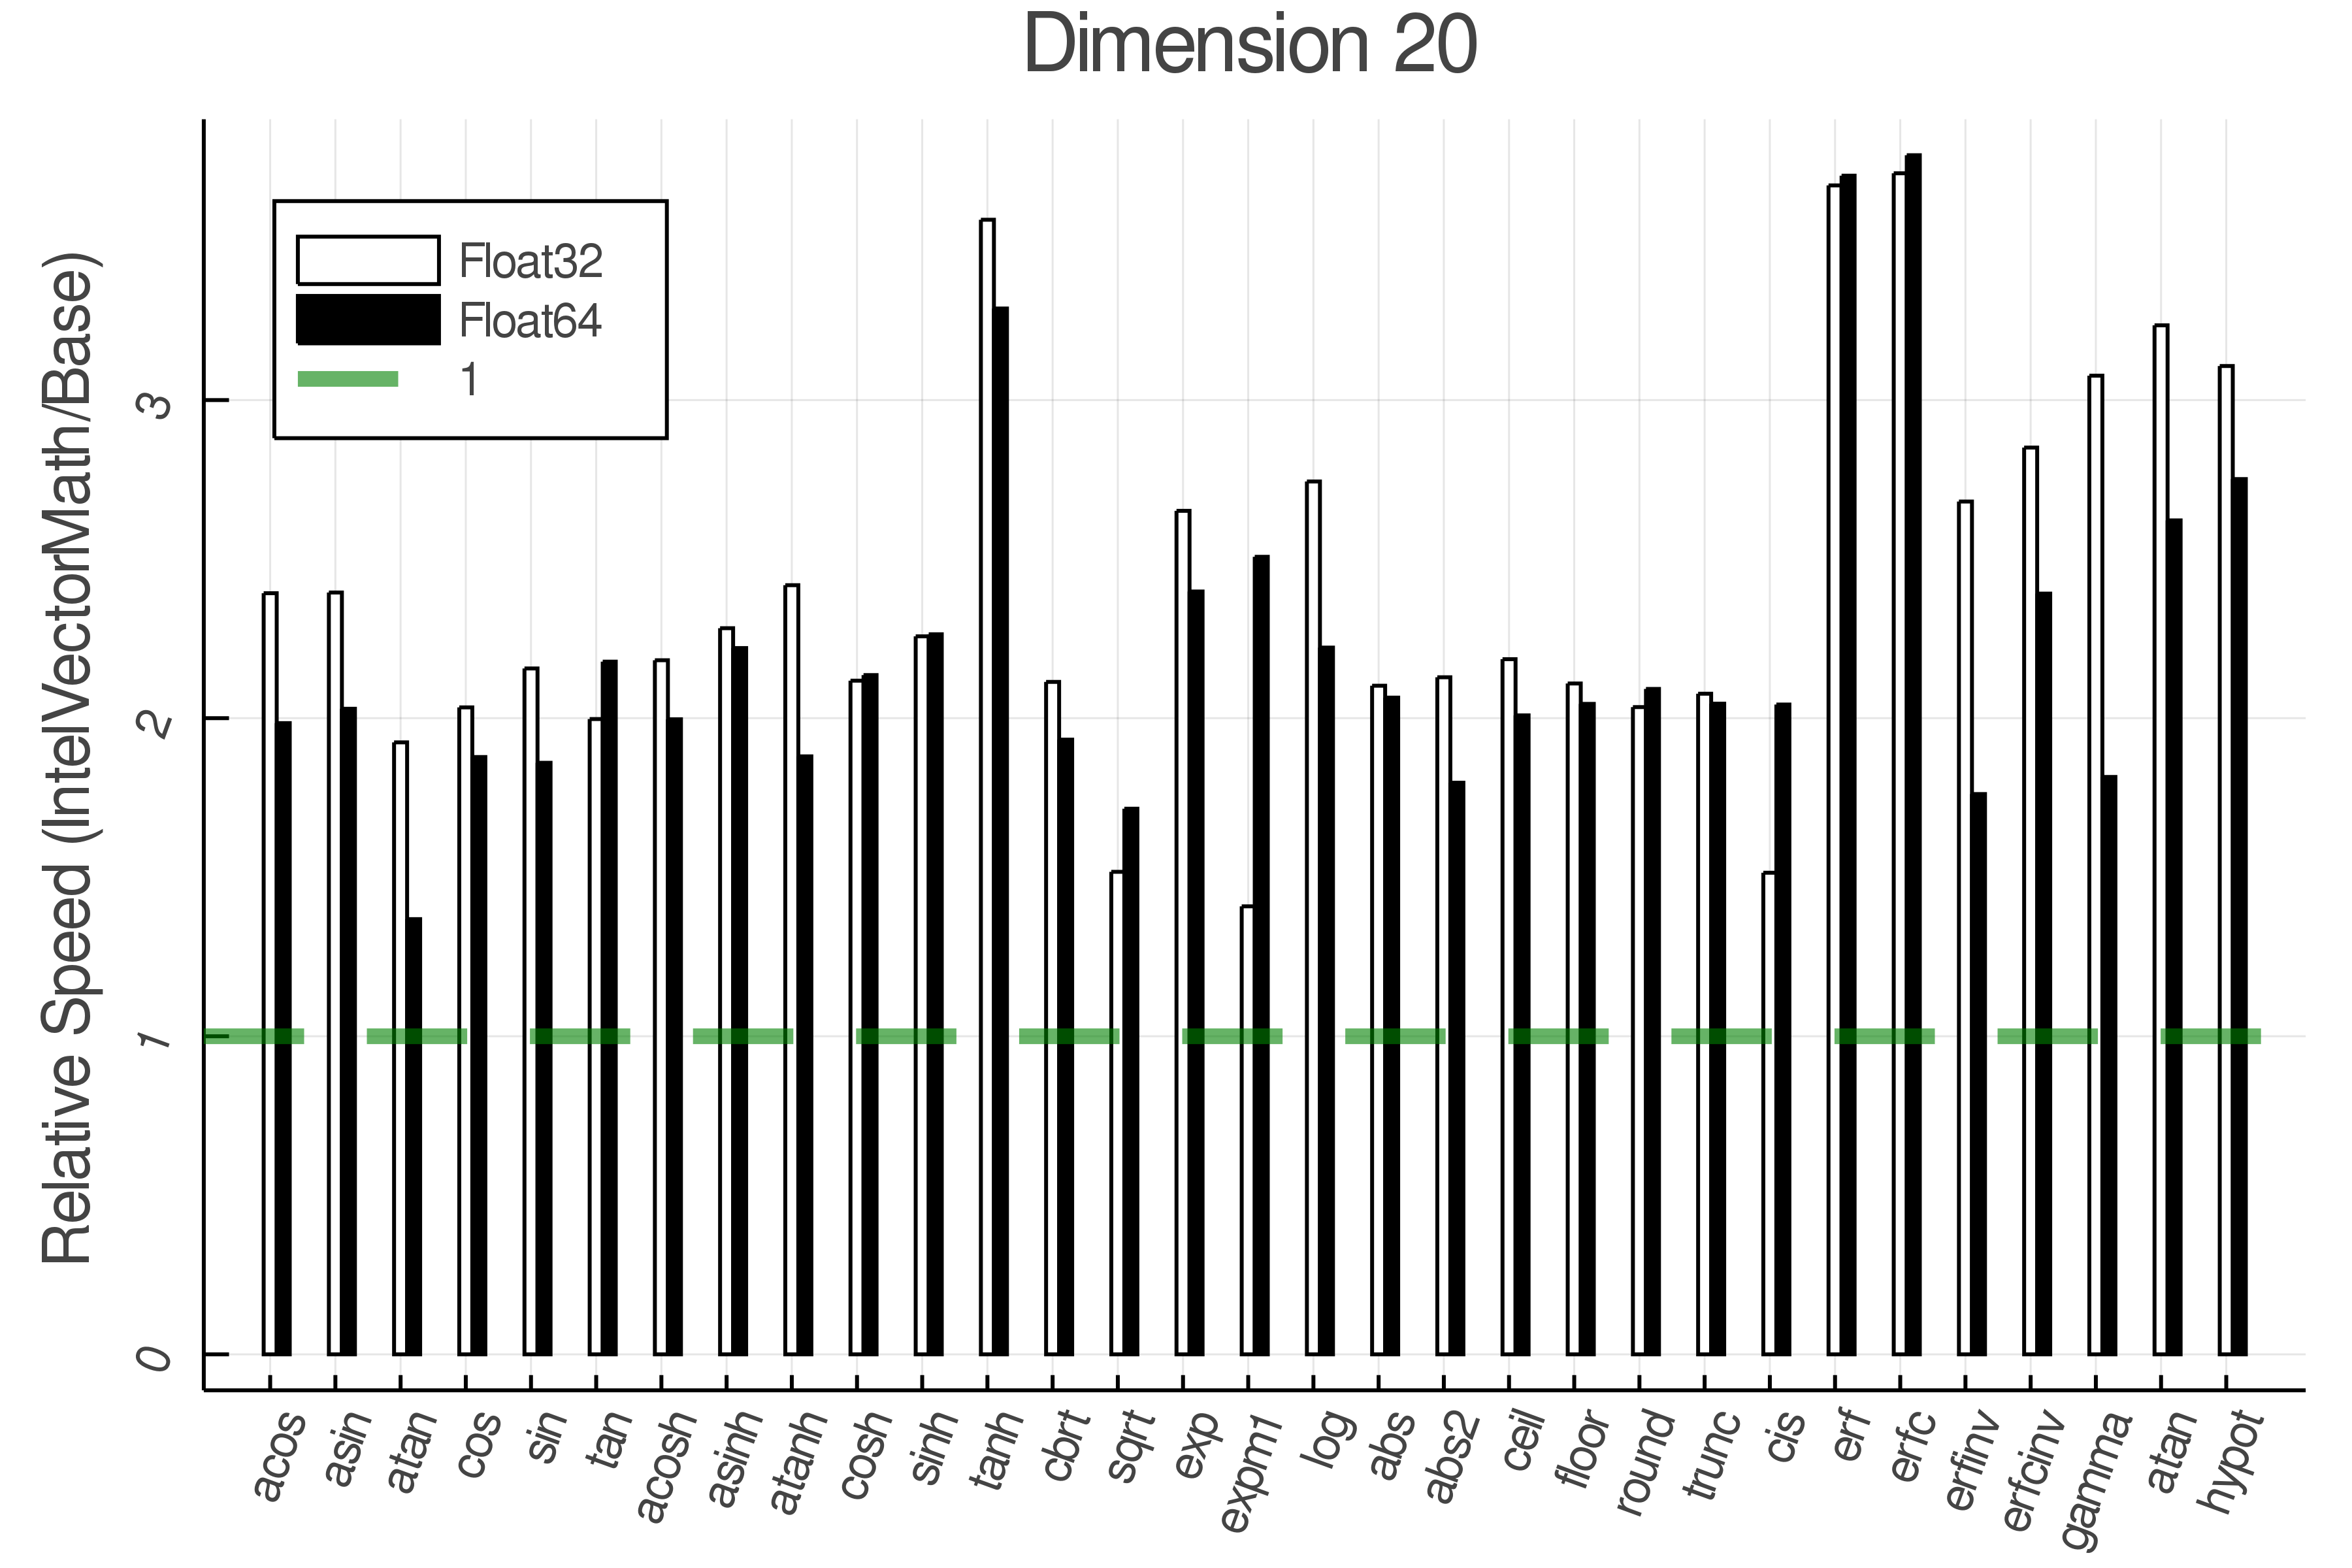 Dimension 20
Relative Speed (IntelVectorMath/Base)
Float32
Float64
1
3
2
1
0
acos
asin
atan
cos
sin
tan
acosh
asinh
atanh
cosh
sinh
tanh
cbrt
sqrt
exp
expm1
log
abs
abs2
ceil
floor
round
trunc
cis
erf
erfc
erfinv
erfcinv
gamma
atan
hypot